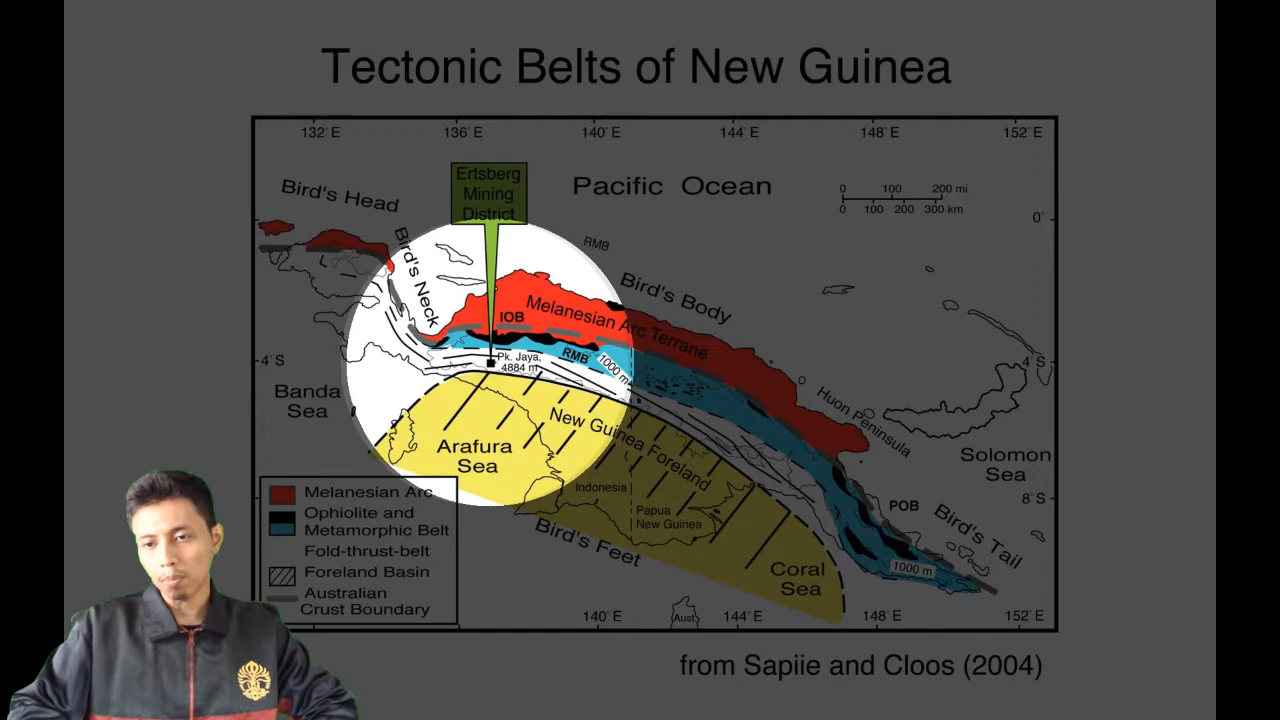 Tectonic Belts of New Guinea
132° E 136° E 140° E 144° E 148° E 152° E
Ertsberg
Mining
District
Bird's Head
Pacific Ocean
0 100 200 mi
0 100 200 300 km
0°
Bird's Neck
RMB
Bird's Body
IOB
Melanesian Arc Terrane
4° S
Pk. Jaya,
4884 m
RMB
1000 m
4° S
Banda
Sea
Huon Peninsula
New Guinea Foreland
Arafura
Sea
Solomon
Sea
Indonesia
Papua
New Guinea
8° S
POB
Bird's Tail
Bird's Feet
Coral
Sea
1000 m
Melanesian Arc
Ophiolite and
Metamorphic Belt
Fold-thrust-belt
Foreland Basin
Australian
Crust Boundary
140° E Aust 144° E 148° E 152° E
from Sapiie and Cloos (2004)